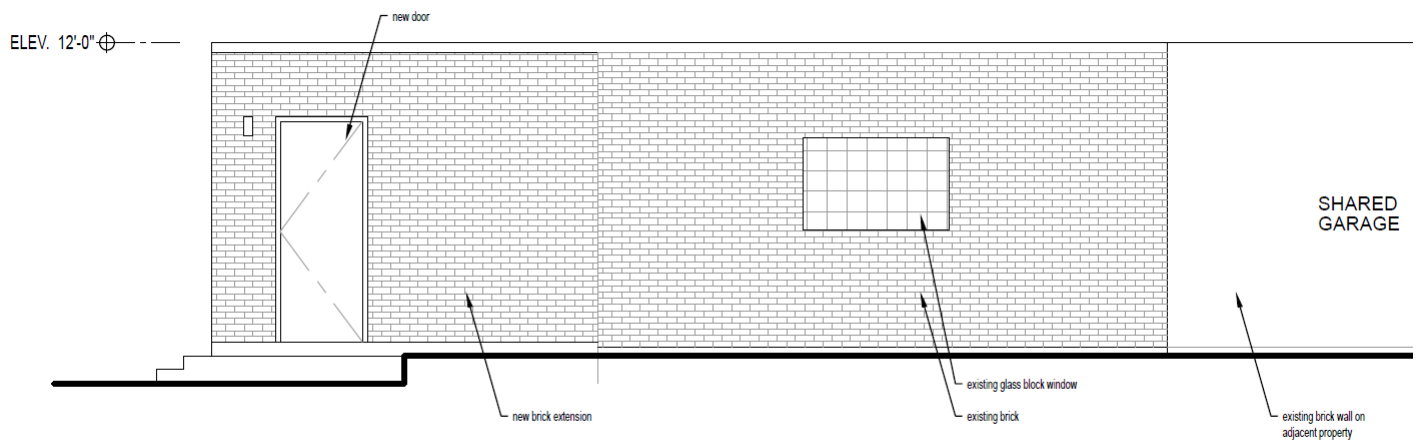 new door
ELEV. 12'-0"
SHARED
GARAGE
existing glass block window
new brick extension
existing brick
existing brick wall on
adjacent property